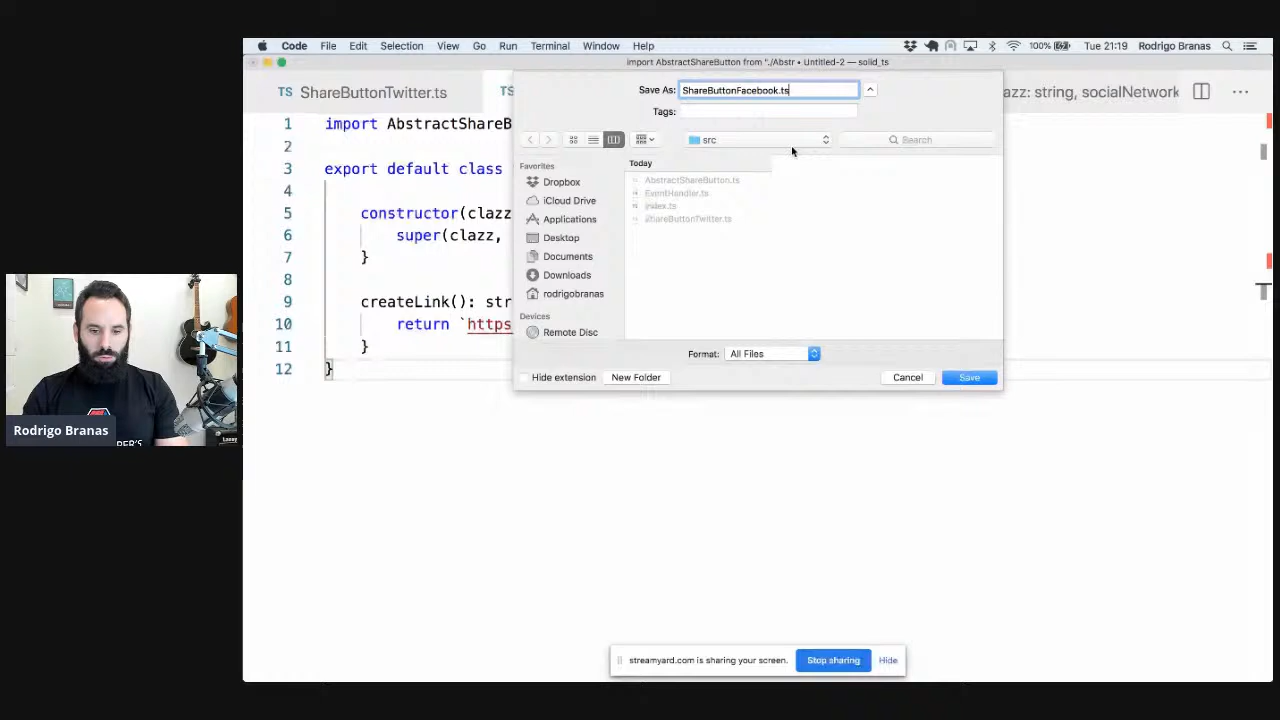 Code File Edit Selection View Go Run Terminal Window Help 100% Tue 21:19 Rodrigo Branas
import AbstractShareButton from "./Abstr • Untitled-2 — solid_ts
TS ShareButtonTwitter.ts TS azz: string, socialNetwork ...
Save As: ShareButtonFacebook.ts
Tags:
src Search
Favorites
Dropbox
iCloud Drive
Applications
Desktop
Documents
Downloads
rodrigobranas
Devices
Remote Disc
Today
AbstractShareButton.ts
EventHandler.ts
index.ts
ShareButtonTwitter.ts
Format: All Files
Hide extension New Folder Cancel Save
1 import AbstractShareB
2
3 export default class
4
5 constructor(clazz
6 super(clazz,
7 }
8
9 createLink(): str
10 return `https
11 }
12 }
Rodrigo Branas
streamyard.com is sharing your screen. Stop sharing Hide